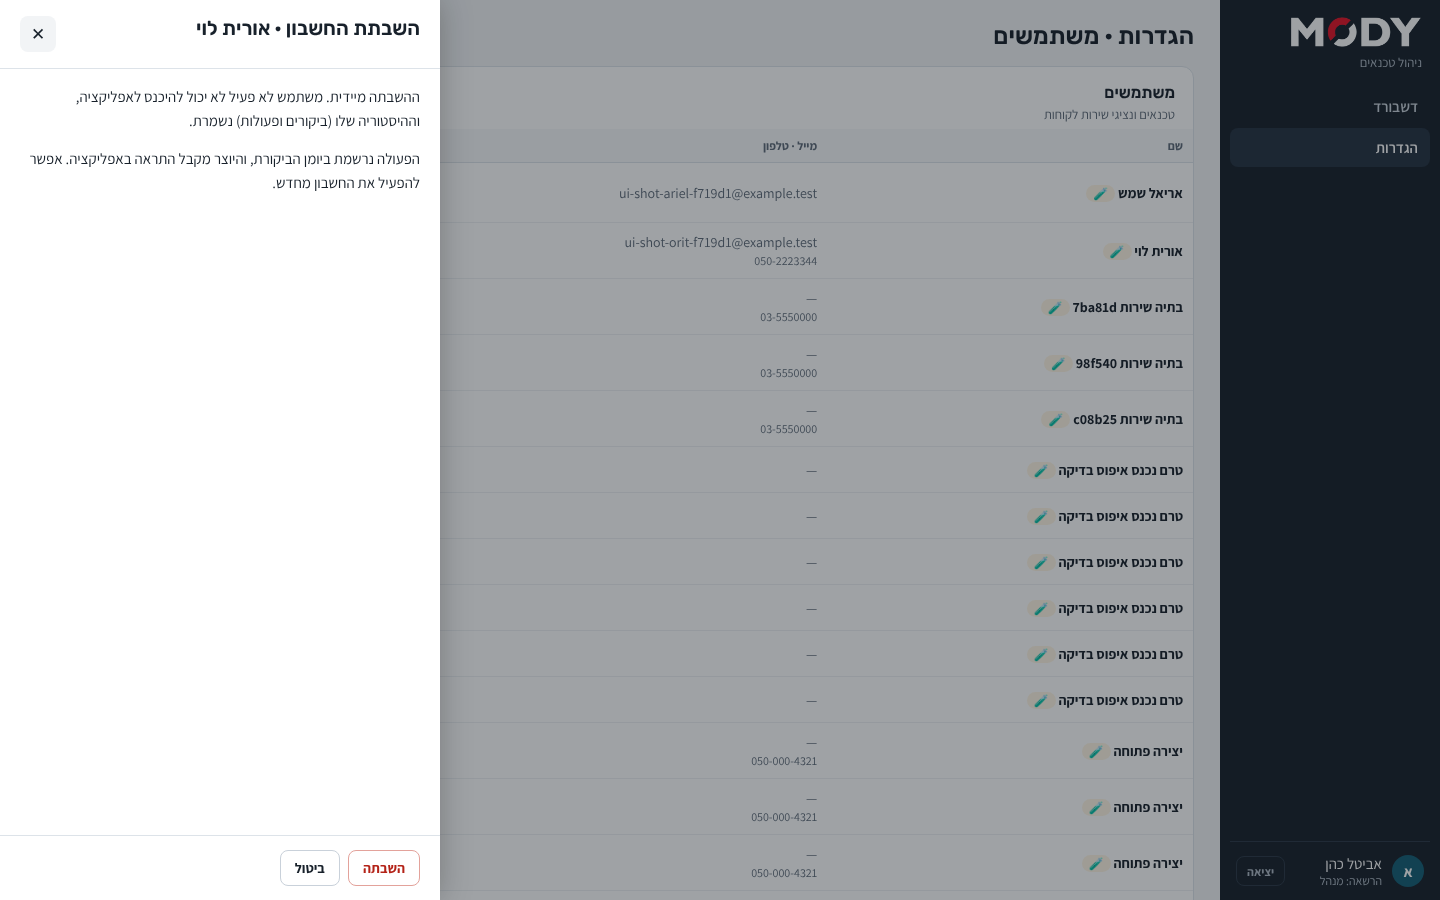 MODY
ניהול טכנאים
דשבורד
הגדרות
אביטל כהן
הרשאה: מנהל
יציאה
א
הגדרות • משתמשים
משתמשים
טכנאים ונציגי שירות לקוחות
שם
מייל · טלפון
אריאל שמש
ui-shot-ariel-f719d1@example.test
אורית לוי
ui-shot-orit-f719d1@example.test
050-2223344
בתיה שירות 7ba81d
—
03-5550000
בתיה שירות 98f540
—
03-5550000
בתיה שירות c08b25
—
03-5550000
טרם נכנס איפוס בדיקה
—
טרם נכנס איפוס בדיקה
—
טרם נכנס איפוס בדיקה
—
טרם נכנס איפוס בדיקה
—
טרם נכנס איפוס בדיקה
—
טרם נכנס איפוס בדיקה
—
יצירה פתוחה
—
050-000-4321
יצירה פתוחה
—
050-000-4321
יצירה פתוחה
—
050-000-4321
השבתת החשבון • אורית לוי
✕
ההשבתה מיידית. משתמש לא פעיל לא יכול להיכנס לאפליקציה,
וההיסטוריה שלו (ביקורים ופעולות) נשמרת.
הפעולה נרשמת ביומן הביקורת, והיוצר מקבל התראה באפליקציה. אפשר
להפעיל את החשבון מחדש.
השבתה
ביטול